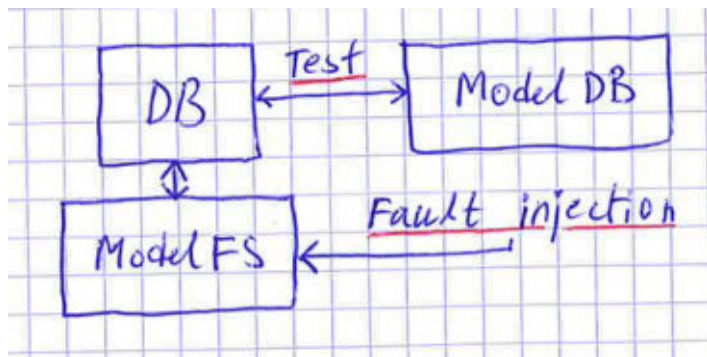 Test
DB
Model DB
Fault injection
Model FS